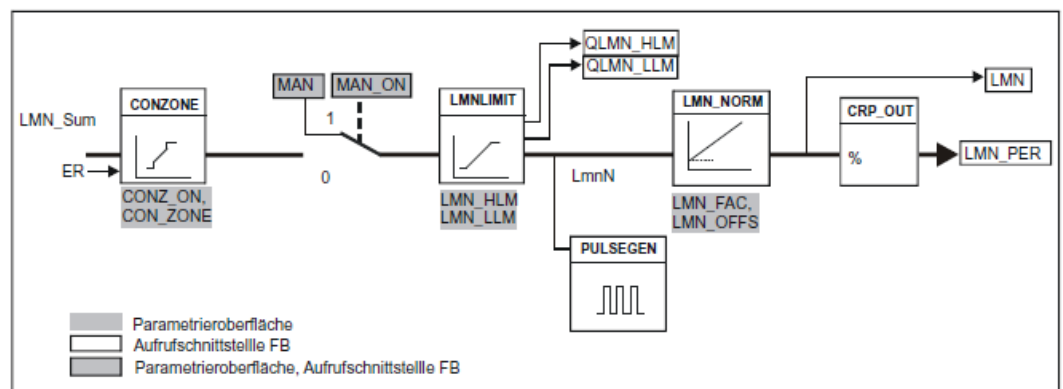 QLMN_HLM
QLMN_LLM
MAN
MAN_ON
LMN
CONZONE
LMNLIMIT
LMN_NORM
CRP_OUT
LMN_Sum
1
ER
0
LmnN
%
LMN_PER
CONZ_ON,
CON_ZONE
LMN_HLM
LMN_LLM
LMN_FAC,
LMN_OFFS
PULSEGEN
Parametrieroberfläche
Aufrufschnittstellle FB
Parametrieroberfläche, Aufrufschnittstellle FB